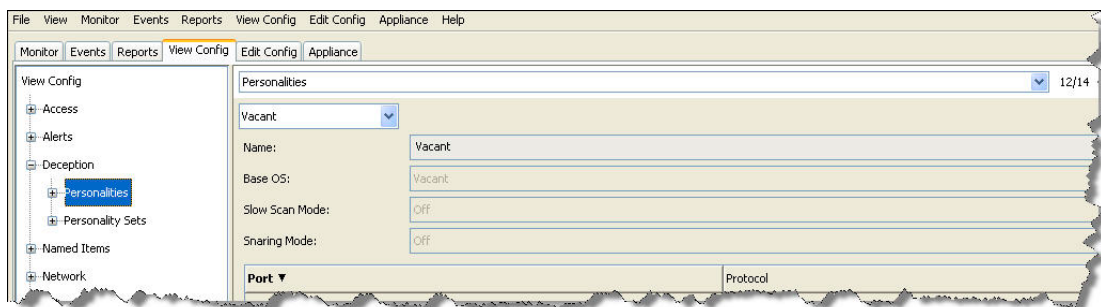 File View Monitor Events Reports View Config Edit Config Appliance Help
Monitor Events Reports View Config Edit Config Appliance
View Config
Access
Alerts
Deception
Personalities
Personality Sets
Named Items
Network
Personalities 12/14
Vacant
Name: Vacant
Base OS: Vacant
Slow Scan Mode: Off
Snaring Mode: Off
Port ▼ Protocol